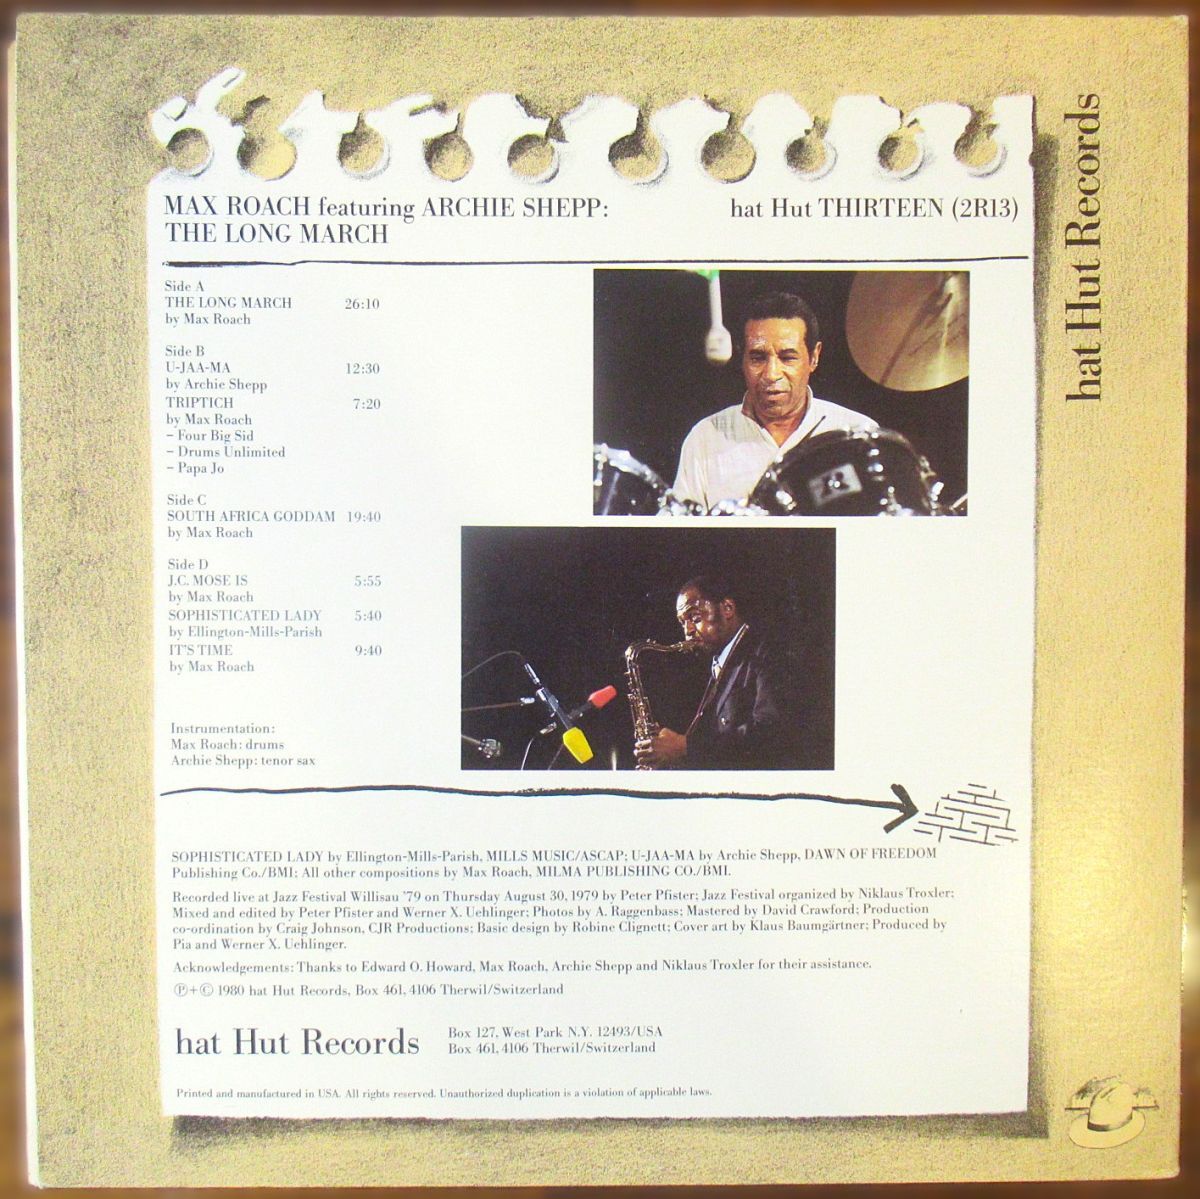 MAX ROACH featuring ARCHIE SHEPP:
THE LONG MARCH
hat Hut THIRTEEN (2R13)
hat Hut Records
Side A
THE LONG MARCH 26:10
by Max Roach
Side B
U-JAA-MA 12:30
by Archie Shepp
TRIPTICH 7:20
by Max Roach
– Four Big Sid
– Drums Unlimited
– Papa Jo
Side C
SOUTH AFRICA GODDAM 19:40
by Max Roach
Side D
J.C. MOSE IS 5:55
by Max Roach
SOPHISTICATED LADY 5:40
by Ellington-Mills-Parish
IT'S TIME 9:40
by Max Roach
Instrumentation:
Max Roach: drums
Archie Shepp: tenor sax
SOPHISTICATED LADY by Ellington-Mills-Parish, MILLS MUSIC/ASCAP; U-JAA-MA by Archie Shepp, DAWN OF FREEDOM
Publishing Co./BMI; All other compositions by Max Roach, MILMA PUBLISHING CO./BMI.
Recorded live at Jazz Festival Willisau '79 on Thursday August 30, 1979 by Peter Pfister; Jazz Festival organized by Niklaus Troxler;
Mixed and edited by Peter Pfister and Werner X. Uehlinger; Photos by A. Raggenbass; Mastered by David Crawford; Production
co-ordination by Craig Johnson, CJR Productions; Basic design by Robine Clignett; Cover art by Klaus Baumgärtner; Produced by
Pia and Werner X. Uehlinger.
Acknowledgements: Thanks to Edward O. Howard, Max Roach, Archie Shepp and Niklaus Troxler for their assistance.
Ⓟ+© 1980 hat Hut Records, Box 461, 4106 Therwil/Switzerland
hat Hut Records
Box 127, West Park N.Y. 12493/USA
Box 461, 4106 Therwil/Switzerland
Printed and manufactured in USA. All rights reserved. Unauthorized duplication is a violation of applicable laws.